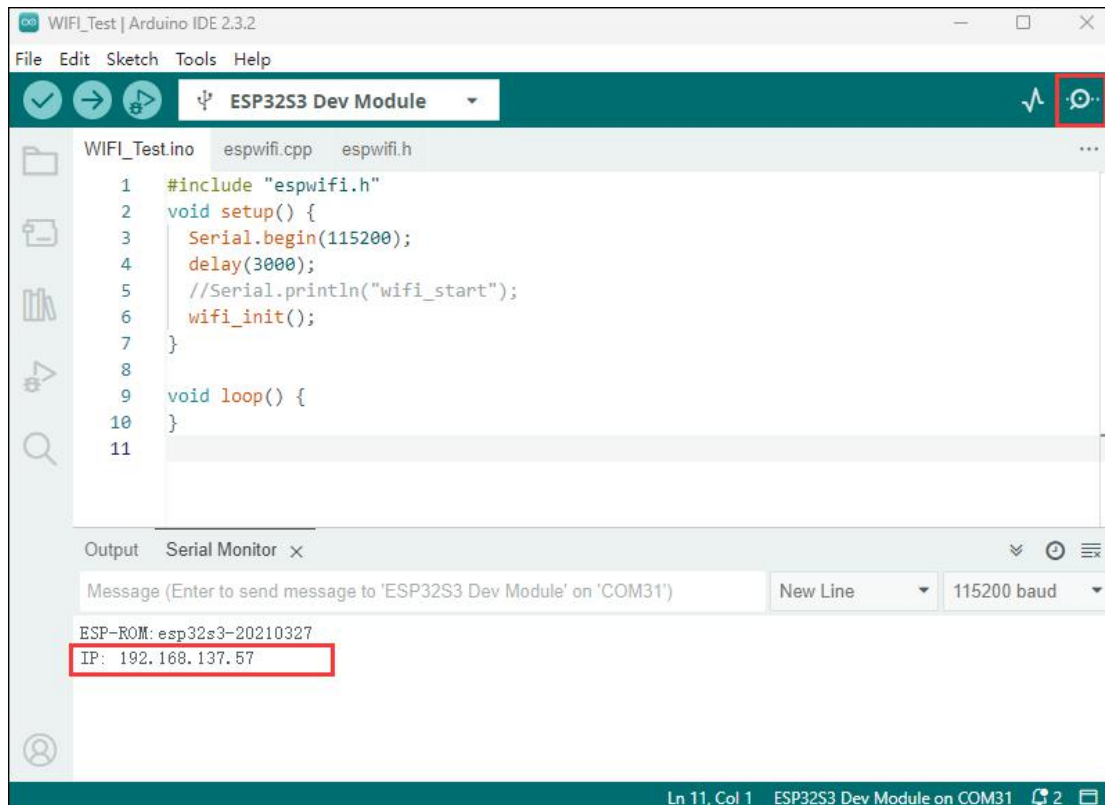 WIFI_Test | Arduino IDE 2.3.2
File Edit Sketch Tools Help
ESP32S3 Dev Module
WIFI_Test.ino espwifi.cpp espwifi.h
1 #include "espwifi.h"
2 void setup() {
3 Serial.begin(115200);
4 delay(3000);
5 //Serial.println("wifi_start");
6 wifi_init();
7 }
8
9 void loop() {
10 }
11
Output Serial Monitor
Message (Enter to send message to 'ESP32S3 Dev Module' on 'COM31') New Line 115200 baud
ESP-ROM:esp32s3-20210327
IP: 192.168.137.57
Ln 11, Col 1 ESP32S3 Dev Module on COM31 2